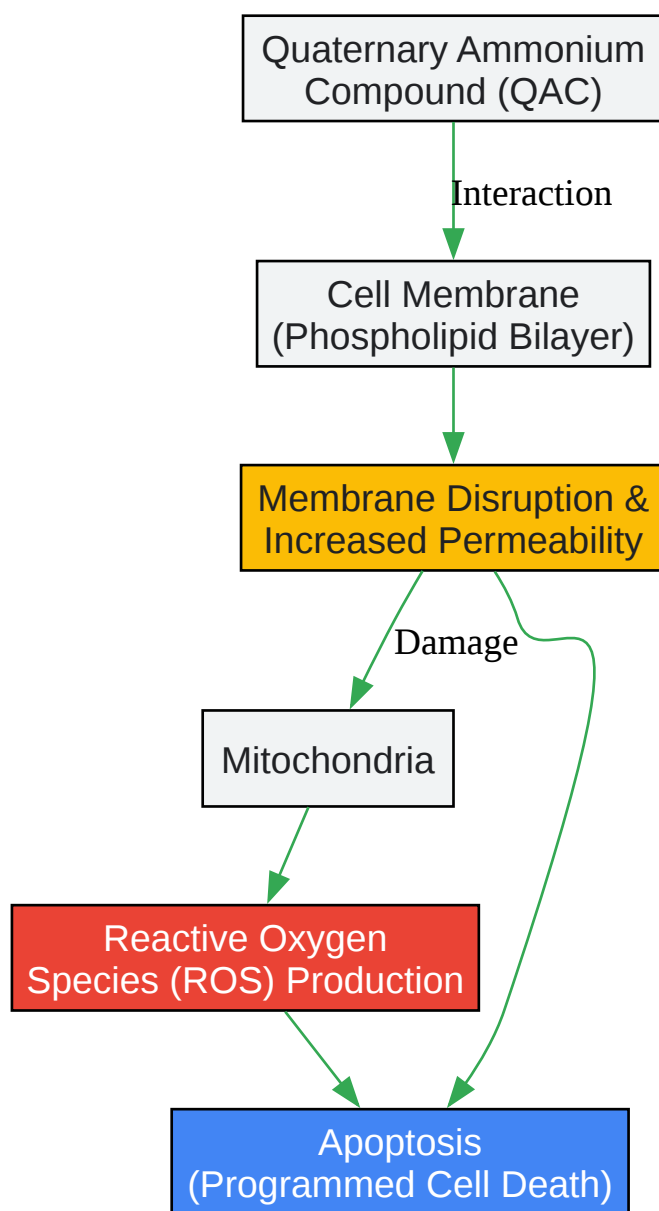 Quaternary Ammonium
Compound (QAC)
Interaction
Cell Membrane
(Phospholipid Bilayer)
Membrane Disruption &
Increased Permeability
Damage
Mitochondria
Reactive Oxygen
Species (ROS) Production
Apoptosis
(Programmed Cell Death)